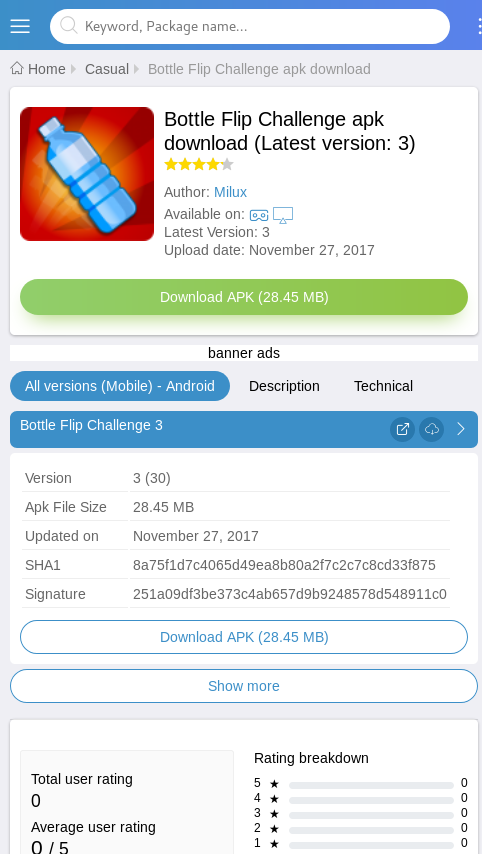 Keyword, Package name...
Home Casual Bottle Flip Challenge apk download
Bottle Flip Challenge apk
download (Latest version: 3)
Author: Milux
Available on:
Latest Version: 3
Upload date: November 27, 2017
Download APK (28.45 MB)
banner ads
All versions (Mobile) - Android Description Technical
Bottle Flip Challenge 3
Version 3 (30)
Apk File Size 28.45 MB
Updated on November 27, 2017
SHA1 8a75f1d7c4065d49ea8b80a2f7c2c7c8cd33f875
Signature 251a09df3be373c4ab657d9b9248578d548911c0
Download APK (28.45 MB)
Show more
Total user rating
0
Average user rating
0 / 5
Rating breakdown
5 ★ 0
4 ★ 0
3 ★ 0
2 ★ 0
1 ★ 0